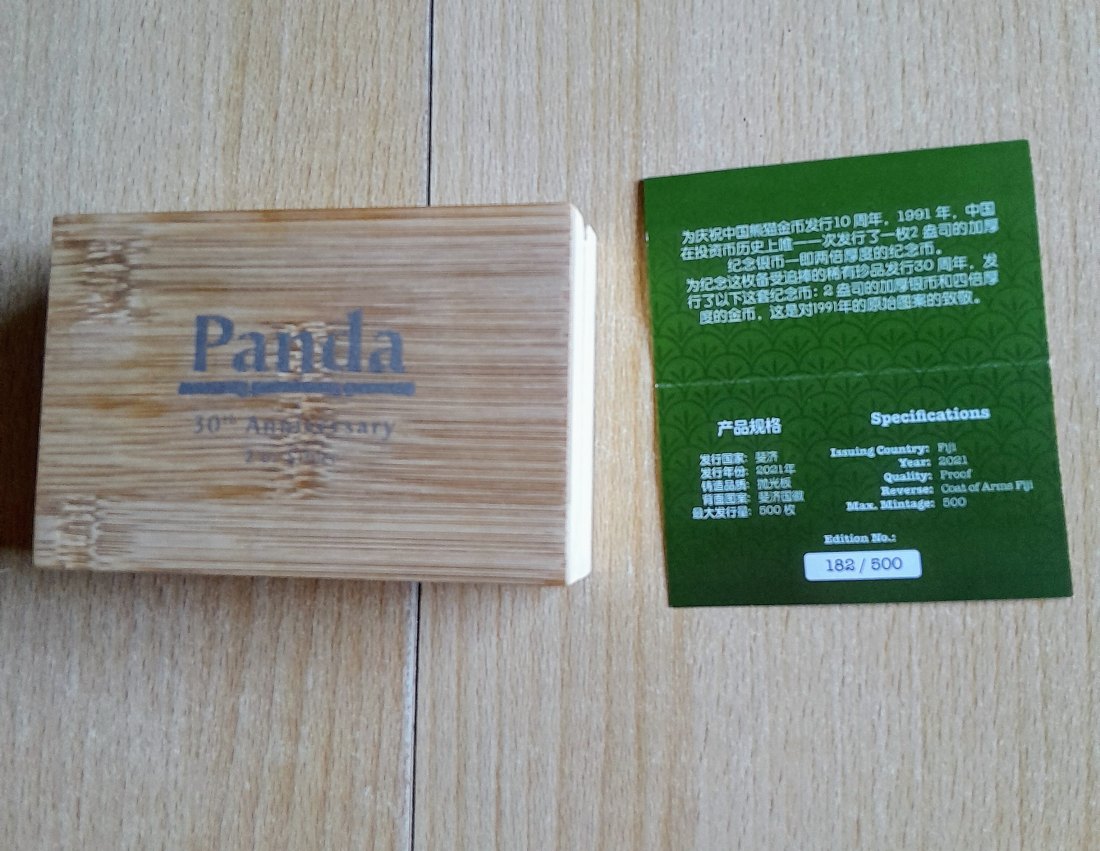 Panda
30th Anniversary
为庆祝中国熊猫金币发行10 周年，1991 年，中国
在投资币历史上唯一一次发行了一枚2 盎司的加厚
纪念银币—即两倍厚度的纪念币。
为纪念这枚备受追捧的稀有珍品发行30 周年，发
行了以下这套纪念币：2 盎司的加厚银币和四倍厚
度的金币，这是对1991年的原始图案的致敬。
产品规格
发行国家: 斐济
发行年份: 2021年
铸造品质: 抛光版
背面图案: 斐济国徽
最大发行量: 500 枚
Specifications
Issuing Country: Fiji
Year: 2021
Quality: Proof
Reverse: Coat of Arms Fiji
Max. Mintage: 500
Edition No.:
182 / 500